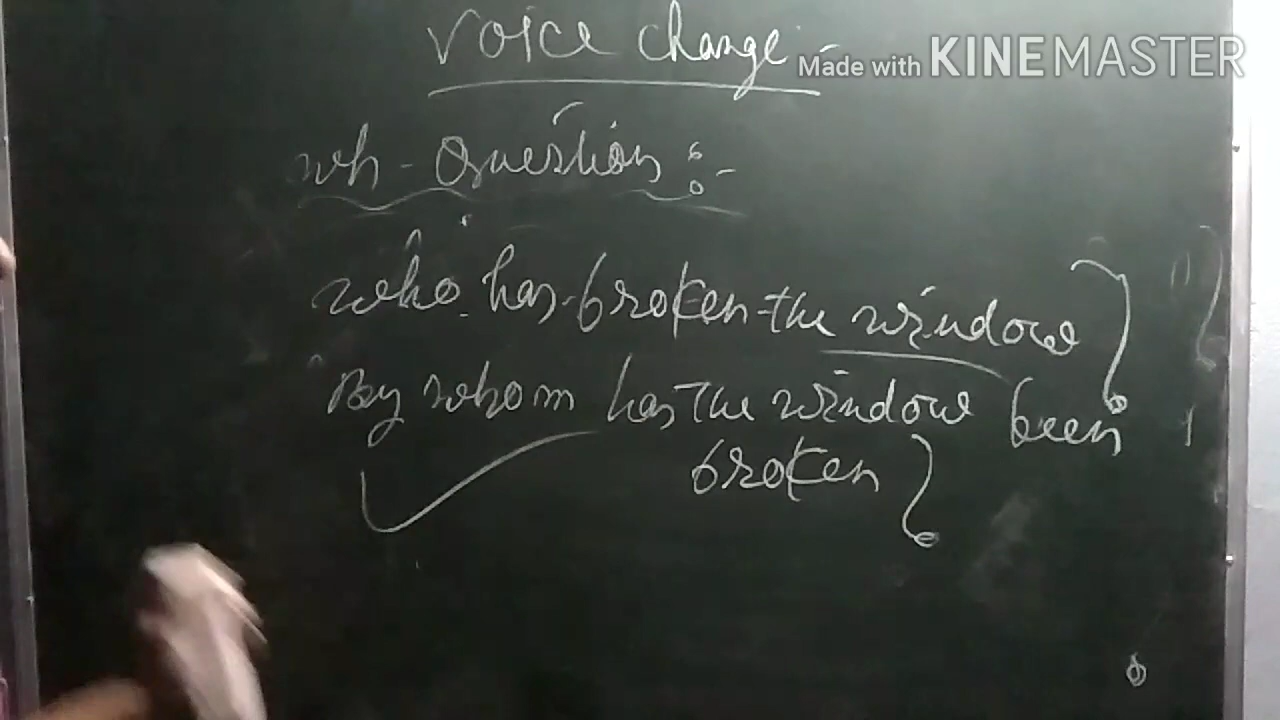 Voice change -
Made with KINEMASTER
wh - Question :-
who has broken the window ?
By whom has the window been
broken ?